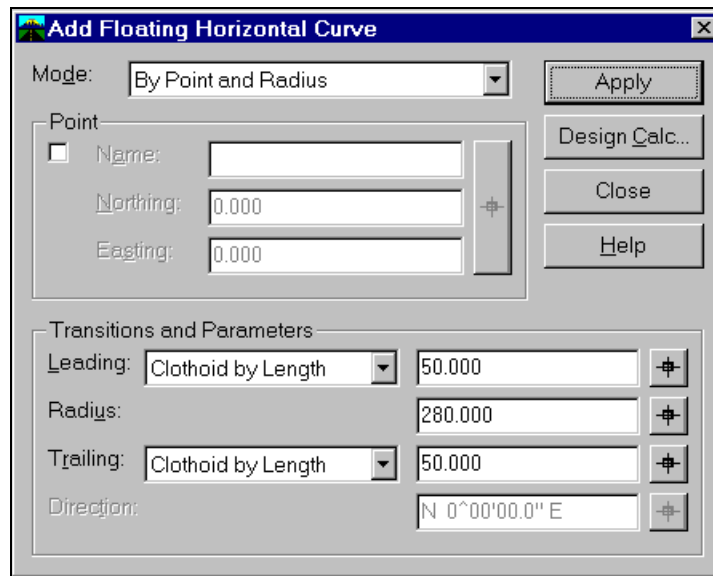 Add Floating Horizontal Curve
Mode: By Point and Radius
Apply
Design Calc...
Close
Help
Point
Name:
Northing: 0.000
Easting: 0.000
Transitions and Parameters
Leading: Clothoid by Length 50.000
Radius: 280.000
Trailing: Clothoid by Length 50.000
Direction: N 0^00'00.0" E